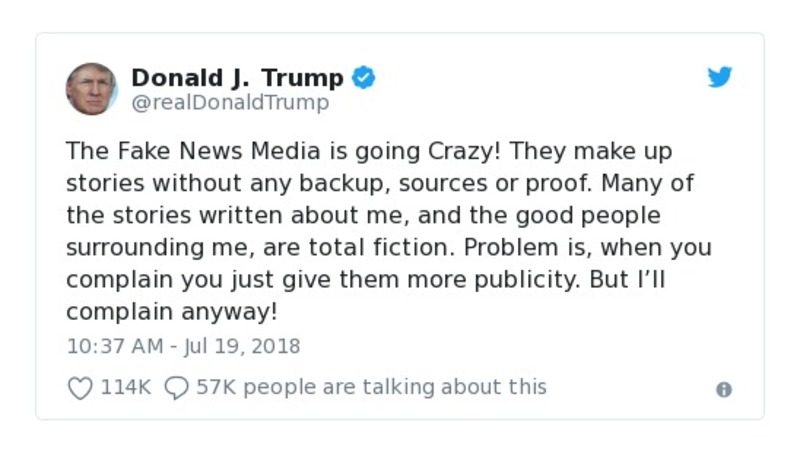 Donald J. Trump
@realDonaldTrump
The Fake News Media is going Crazy! They make up
stories without any backup, sources or proof. Many of
the stories written about me, and the good people
surrounding me, are total fiction. Problem is, when you
complain you just give them more publicity. But I’ll
complain anyway!
10:37 AM - Jul 19, 2018
114K 57K people are talking about this